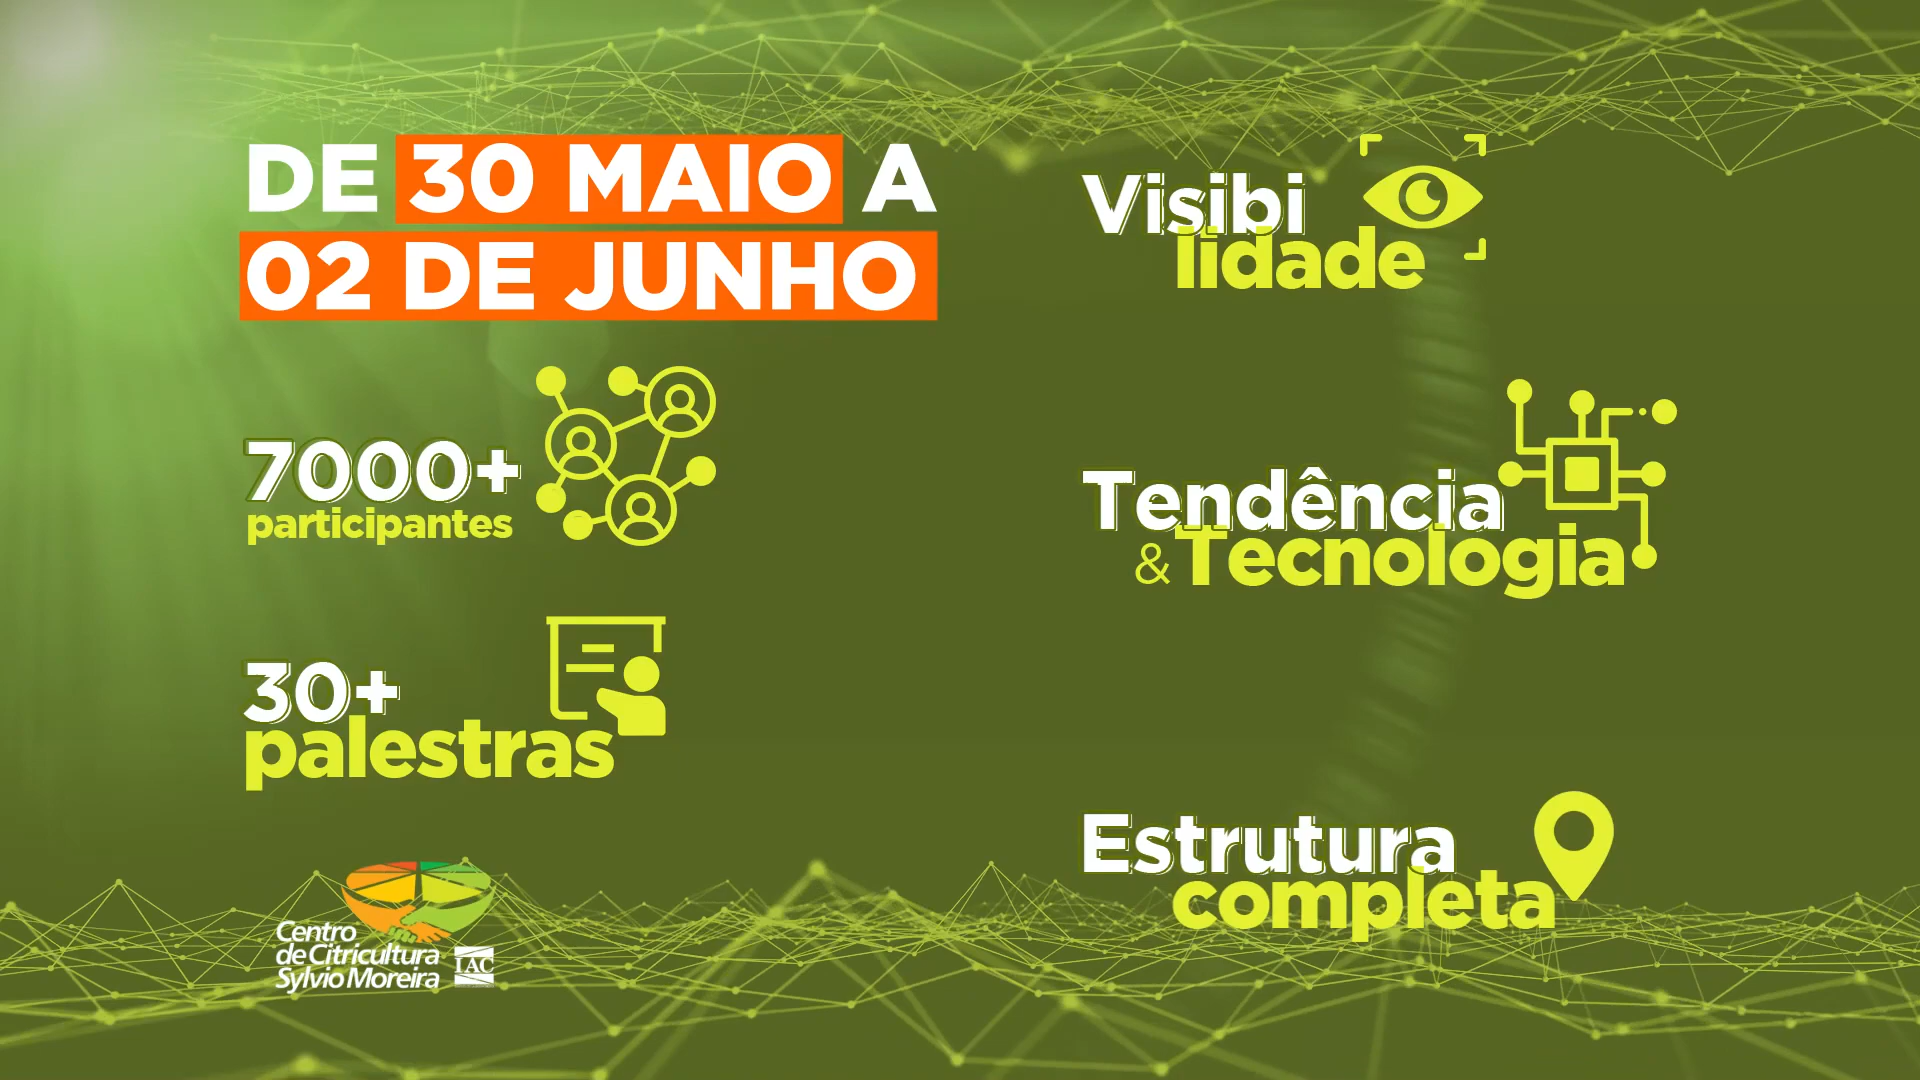 DE 30 MAIO A
02 DE JUNHO
7000+
participantes
30+
palestras
Centro
de Citricultura
Sylvio Moreira
IAC
Visibi
lidade
Tendência
& Tecnologia
Estrutura
completa